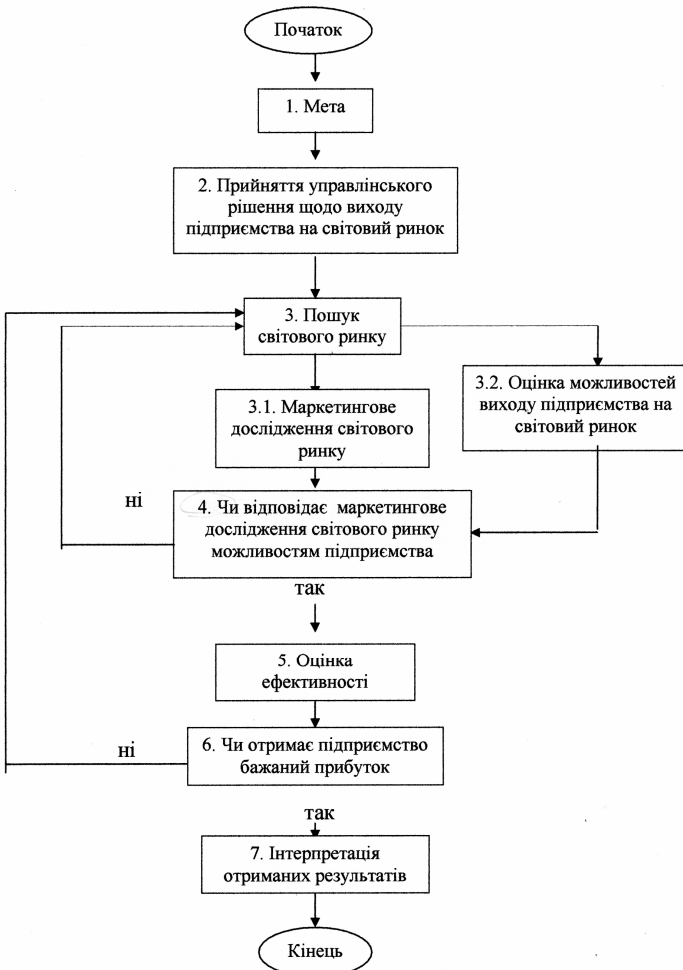 Початок
1. Мета
2. Прийняття управлінського
рішення щодо виходу
підприємства на світовий ринок
3. Пошук
світового ринку
3.1. Маркетингове
дослідження світового
ринку
3.2. Оцінка можливостей
виходу підприємства на
світовий ринок
ні
4. Чи відповідає маркетингове
дослідження світового ринку
можливостям підприємства
так
5. Оцінка
ефективності
ні
6. Чи отримає підприємство
бажаний прибуток
так
7. Інтерпретація
отриманих результатів
Кінець